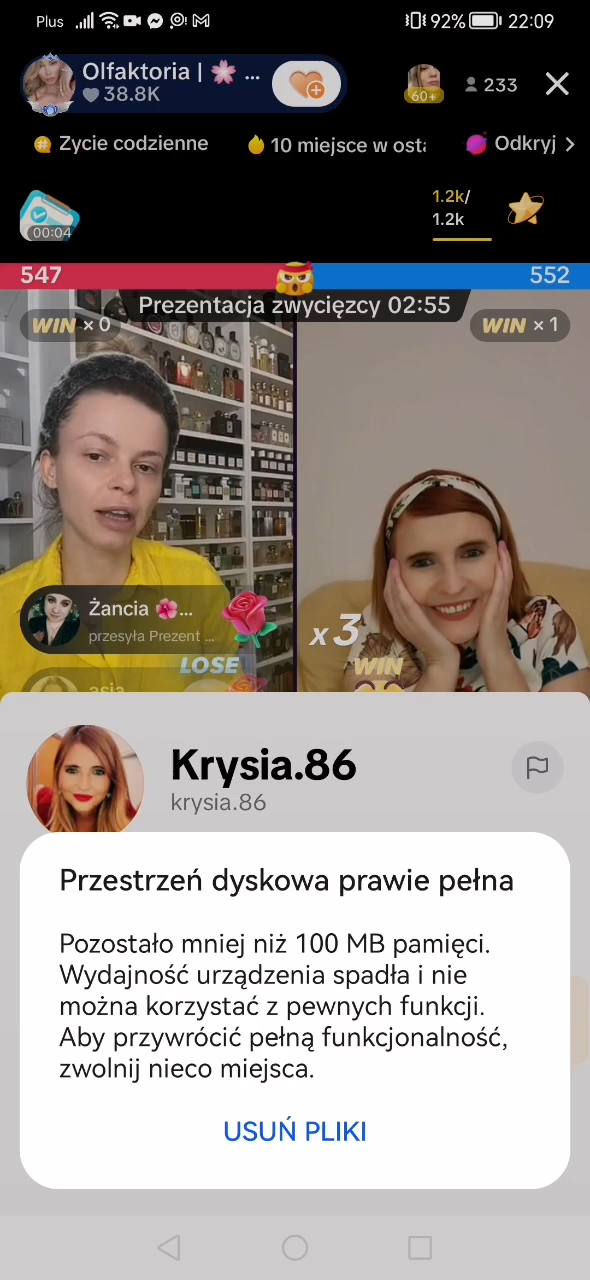 Plus 92% 22:09
Olfaktoria | 🌸 ...
38.8K
60+
233
Zycie codzienne
10 miejsce w osta
Odkryj >
1.2k/
1.2k
00:04
547
552
Prezentacja zwycięzcy 02:55
WIN × 0
WIN × 1
Żancia 🌺...
przesyła Prezent ...
x 3
LOSE
WIN
asia
Krysia.86
krysia.86
Przestrzeń dyskowa prawie pełna
Pozostało mniej niż 100 MB pamięci.
Wydajność urządzenia spadła i nie
można korzystać z pewnych funkcji.
Aby przywrócić pełną funkcjonalność,
zwolnij nieco miejsca.
USUŃ PLIKI